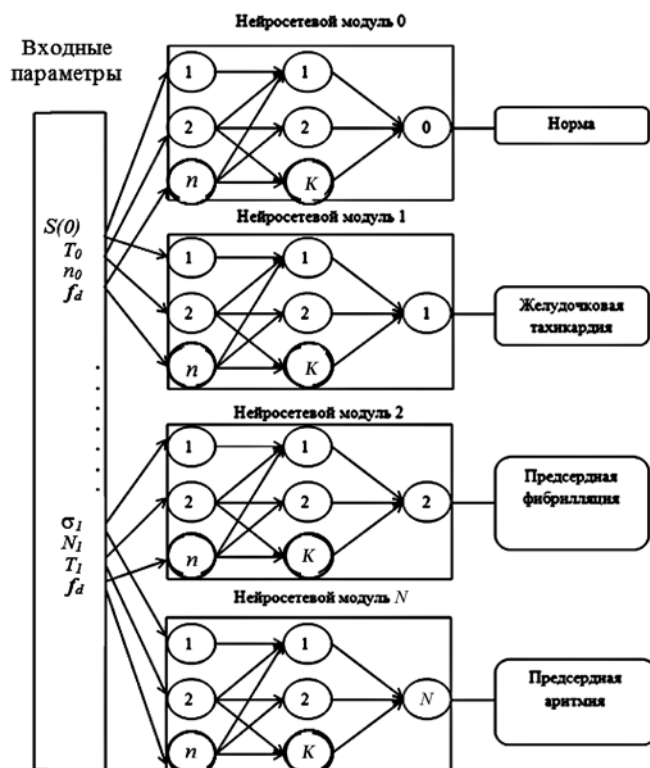 Нейросетевой модуль 0
Входные
параметры
1
1
2
2
0
n
K
Норма
Нейросетевой модуль 1
S(0)
T₀
n₀
f_d
1
1
2
2
1
n
K
Желудочковая
тахикардия
Нейросетевой модуль 2
1
1
2
2
2
n
K
Предсердная
фибрилляция
σ₁
N₁
T₁
f_d
Нейросетевой модуль N
1
1
2
2
N
n
K
Предсердная
аритмия